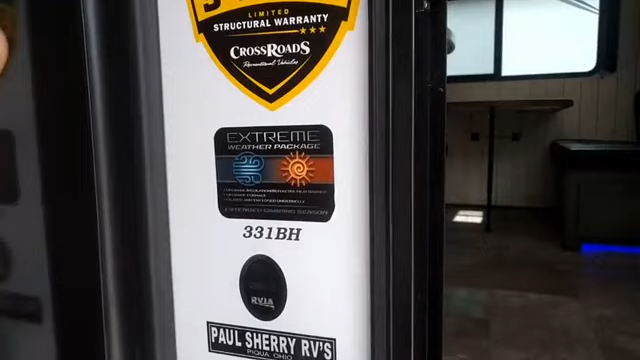 LIMITED
STRUCTURAL WARRANTY
CROSSROADS
Recreational Vehicles
EXTREME
WEATHER PACKAGE
EXTENDED CAMPING SEASON
331BH
RVIA
PAUL SHERRY RV'S
PIQUA, OHIO